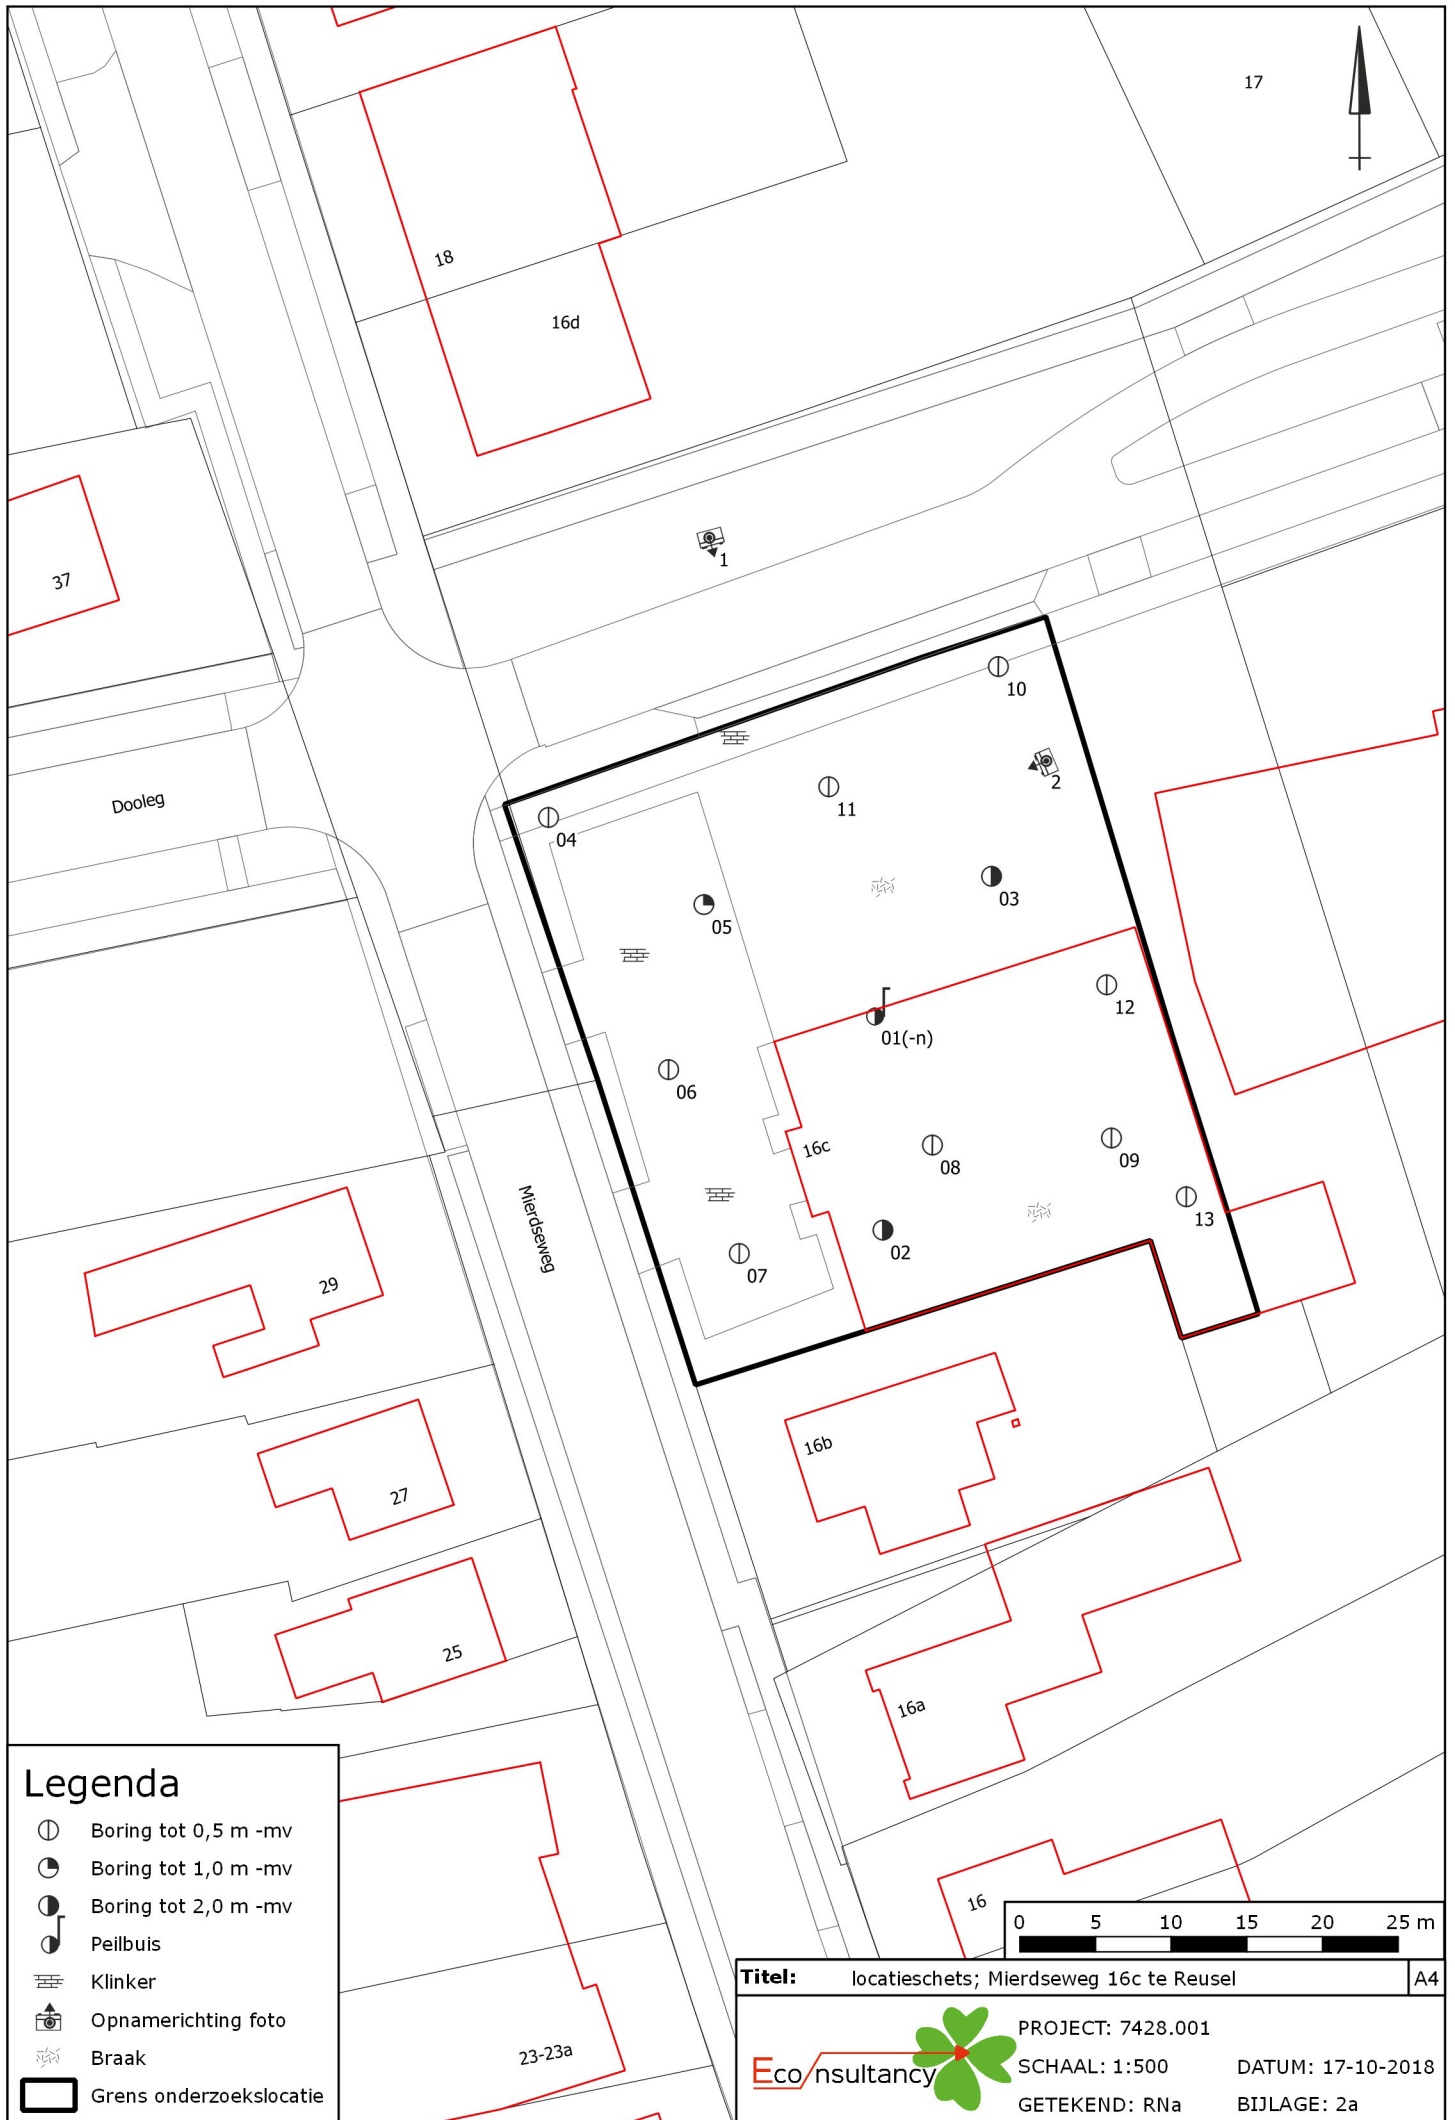 17
18
16d
37
1
10
2
11
Dooleg
04
03
05
12
01(-n)
06
16c
08
09
13
Mierdseweg
02
07
29
16b
27
25
16a
16
23-23a
Legenda
Boring tot 0,5 m -mv
Boring tot 1,0 m -mv
Boring tot 2,0 m -mv
Peilbuis
Klinker
Opnamerichting foto
Braak
Grens onderzoekslocatie
0 5 10 15 20 25 m
Titel: locatieschets; Mierdseweg 16c te Reusel A4
Econsultancy
PROJECT: 7428.001
SCHAAL: 1:500 DATUM: 17-10-2018
GETEKEND: RNa BIJLAGE: 2a